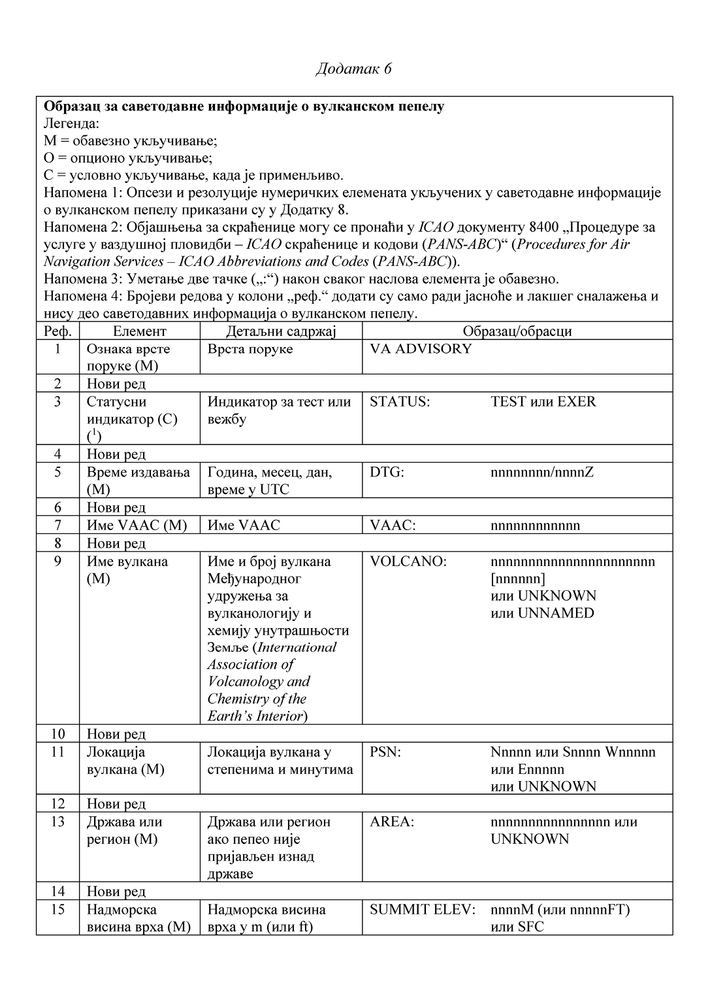 Додатак 6
Образац за саветодавне информације о вулканском пепелу
Легенда:
M = обавезно укључивање;
O = опционо укључивање;
C = условно укључивање, када је применљиво.
Напомена 1: Опсези и резолуције нумеричких елемената укључених у саветодавне информације
о вулканском пепелу приказани су у Додатку 8.
Напомена 2: Објашњења за скраћенице могу се пронаћи у ICAO документу 8400 „Процедуре за
услуге у ваздушној пловидби – ICAO скраћенице и кодови (PANS-ABC)“ (Procedures for Air
Navigation Services – ICAO Abbreviations and Codes (PANS-ABC)).
Напомена 3: Уметање две тачке („:“) након сваког наслова елемента је обавезно.
Напомена 4: Бројеви редова у колони „реф.“ додати су само ради јасноће и лакшег сналажења и
нису део саветодавних информација о вулканском пепелу.
Реф. Елемент Детаљни садржај Образац/обрасци
1 Ознака врсте Врста поруке VA ADVISORY
поруке (M)
2 Нови ред
3 Статусни Индикатор за тест или STATUS: TEST или EXER
индикатор (C) вежбу
(¹)
4 Нови ред
5 Време издавања Година, месец, дан, DTG: nnnnnnnn/nnnnZ
(M) време у UTC
6 Нови ред
7 Име VAAC (M) Име VAAC VAAC: nnnnnnnnnnnn
8 Нови ред
9 Име вулкана Име и број вулкана VOLCANO: nnnnnnnnnnnnnnnnnnnnnn
(M) Међународног [nnnnnn]
удружења за или UNKNOWN
вулканологију и или UNNAMED
хемију унутрашњости
Земље (International
Association of
Volcanology and
Chemistry of the
Earth’s Interior)
10 Нови ред
11 Локација Локација вулкана у PSN: Nnnnn или Snnnn Wnnnnn
вулкана (M) степенима и минутима или Ennnnn
или UNKNOWN
12 Нови ред
13 Држава или Држава или регион AREA: nnnnnnnnnnnnnnnn или
регион (M) ако пепео није UNKNOWN
пријављен изнад
државе
14 Нови ред
15 Надморска Надморска висина SUMMIT ELEV: nnnnM (или nnnnnFT)
висина врха (M) врха у m (или ft) или SFC